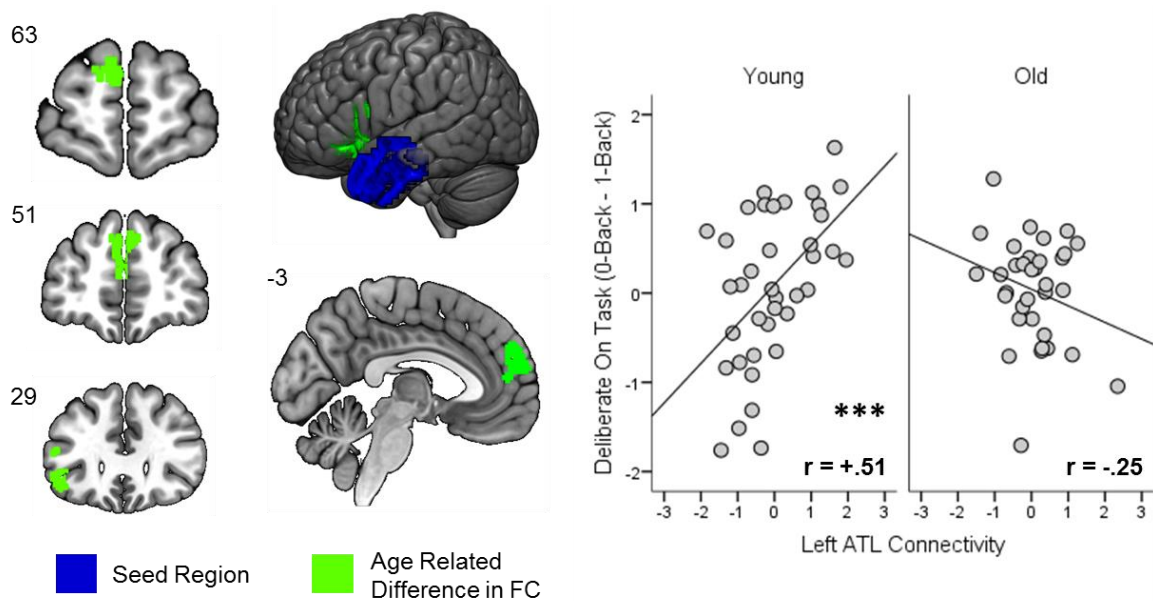 63
51
29
-3
Seed Region
Age Related
Difference in FC
Young
Old
Deliberate On Task (0-Back - 1-Back)
2
1
0
-1
-2
***
r = +.51
r = -.25
-3 -2 -1 0 1 2 3
-3 -2 -1 0 1 2 3
Left ATL Connectivity